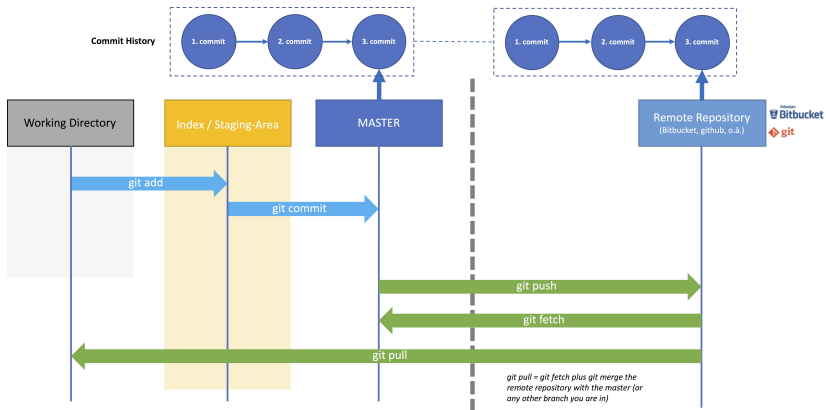 Commit History
1. commit
2. commit
3. commit
1. commit
2. commit
3. commit
Working Directory
Index / Staging-Area
MASTER
Remote Repository
(Bitbucket, github, o.ä.)
Atlassian
Bitbucket
git
git add
git commit
git push
git fetch
git pull
git pull = git fetch plus git merge the
remote repository with the master (or
any other branch you are in)